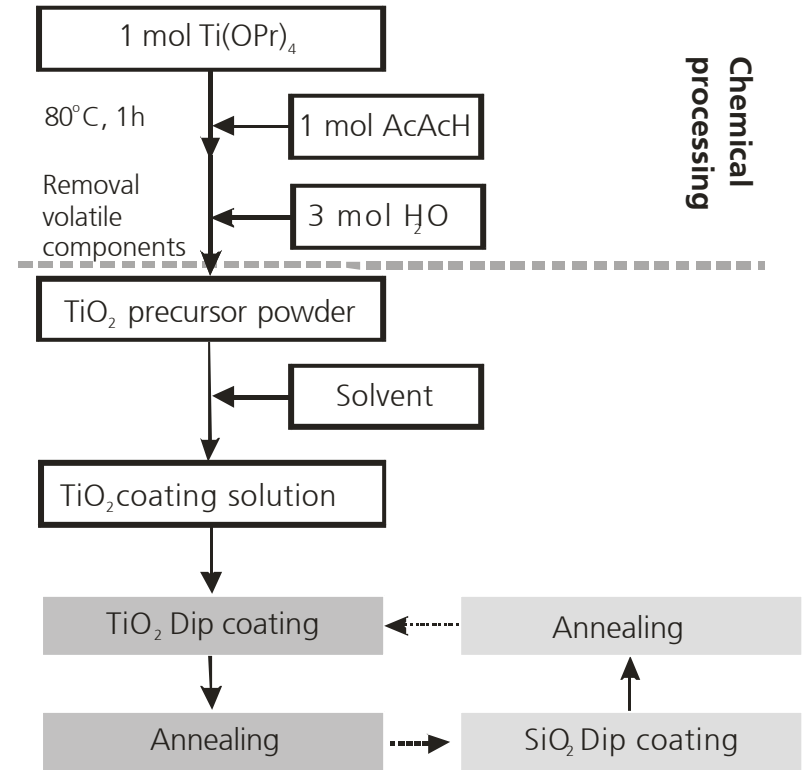 1 mol Ti(OPr)₄
80°C, 1h
1 mol AcAcH
Removal
volatile
components
3 mol H₂O
Chemical
processing
TiO₂ precursor powder
Solvent
TiO₂ coating solution
TiO₂ Dip coating
Annealing
Annealing
SiO₂ Dip coating